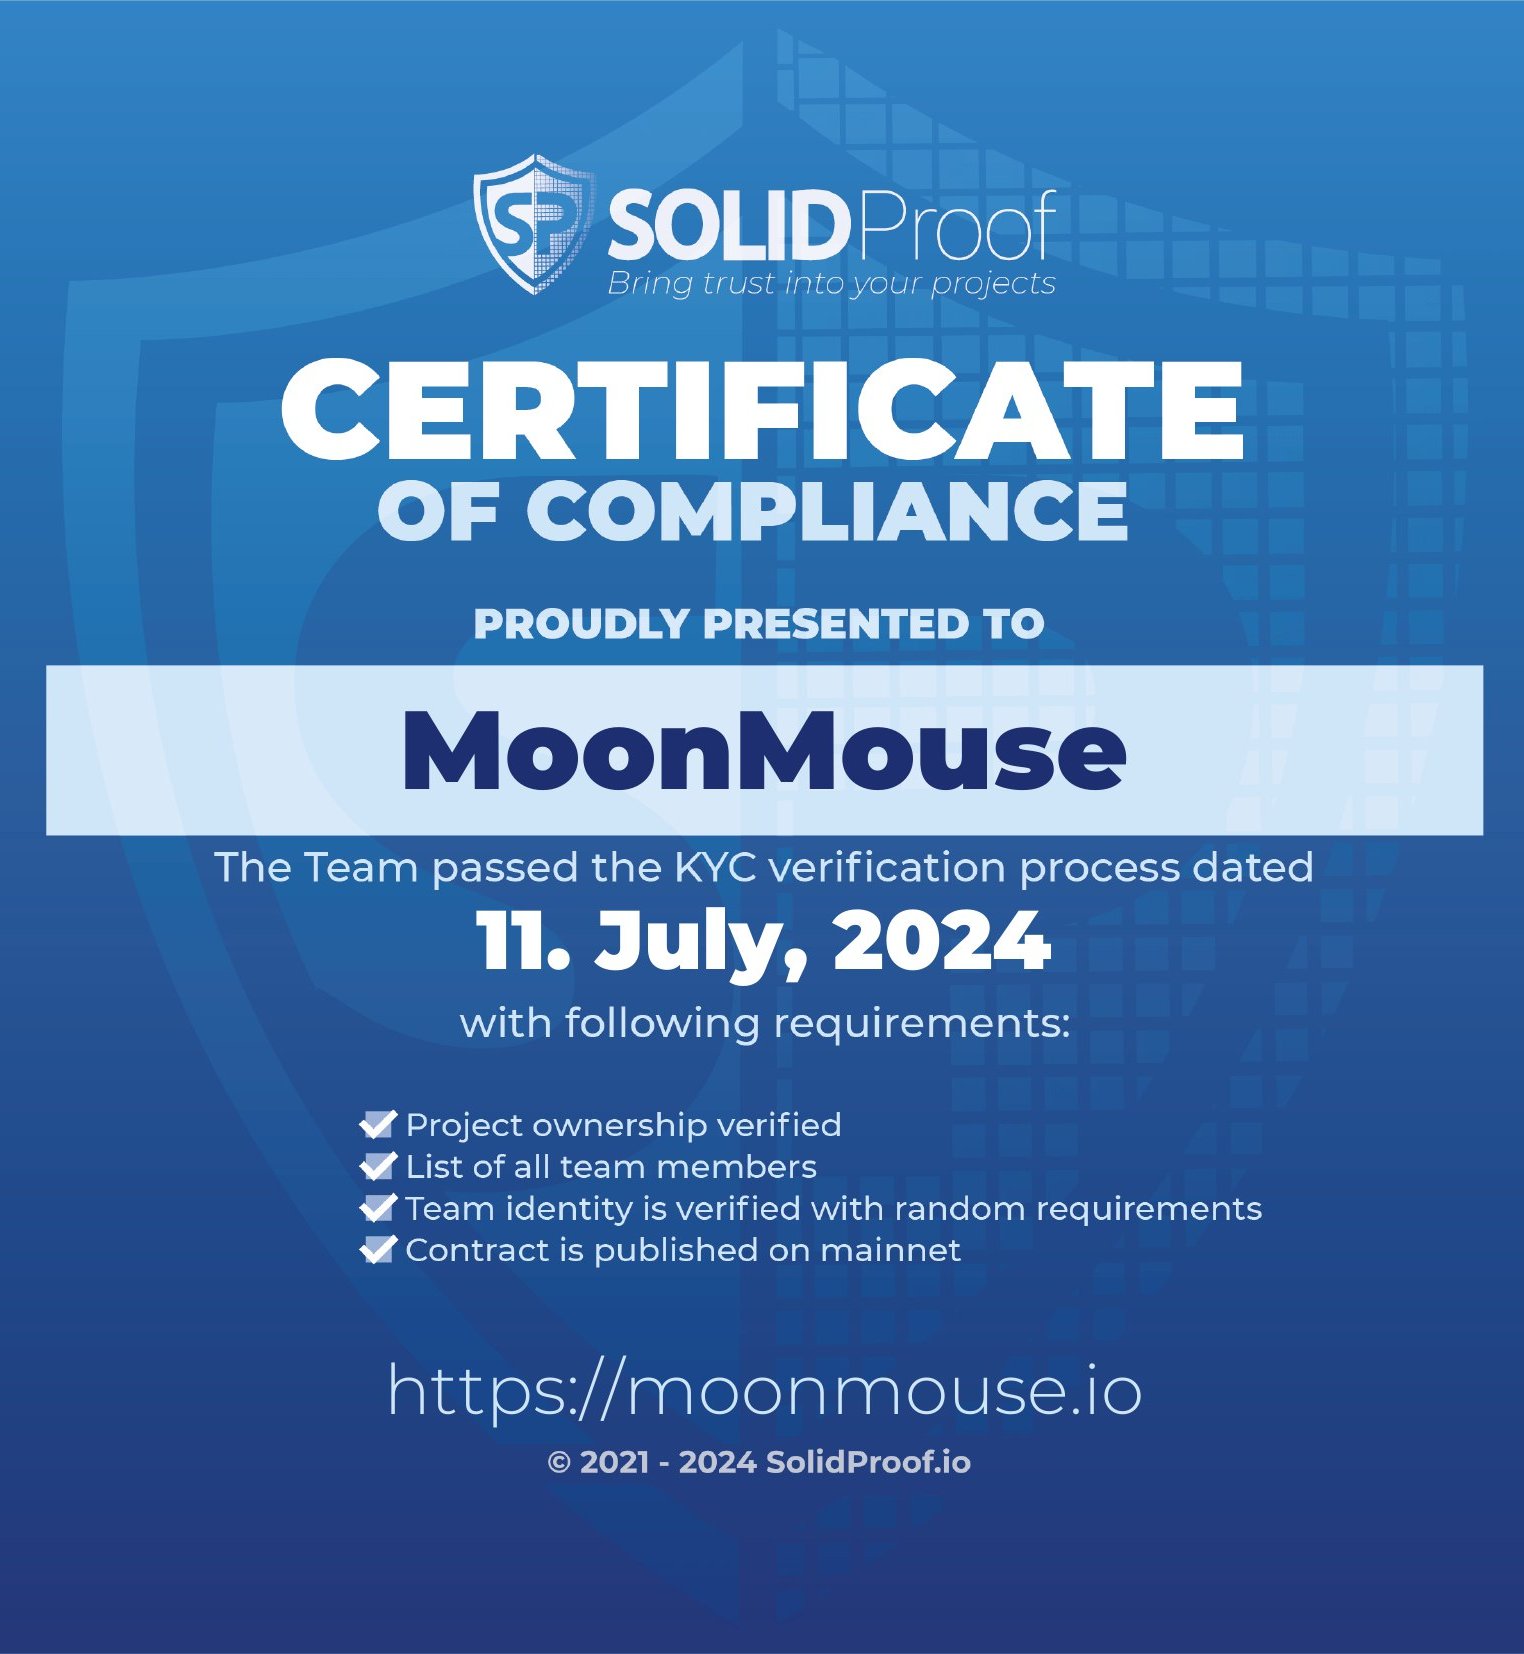 SP SOLIDProof
Bring trust into your projects
CERTIFICATE
OF COMPLIANCE
PROUDLY PRESENTED TO
MoonMouse
The Team passed the KYC verification process dated
11. July, 2024
with following requirements:
Project ownership verified
List of all team members
Team identity is verified with random requirements
Contract is published on mainnet
https://moonmouse.io
© 2021 - 2024 SolidProof.io